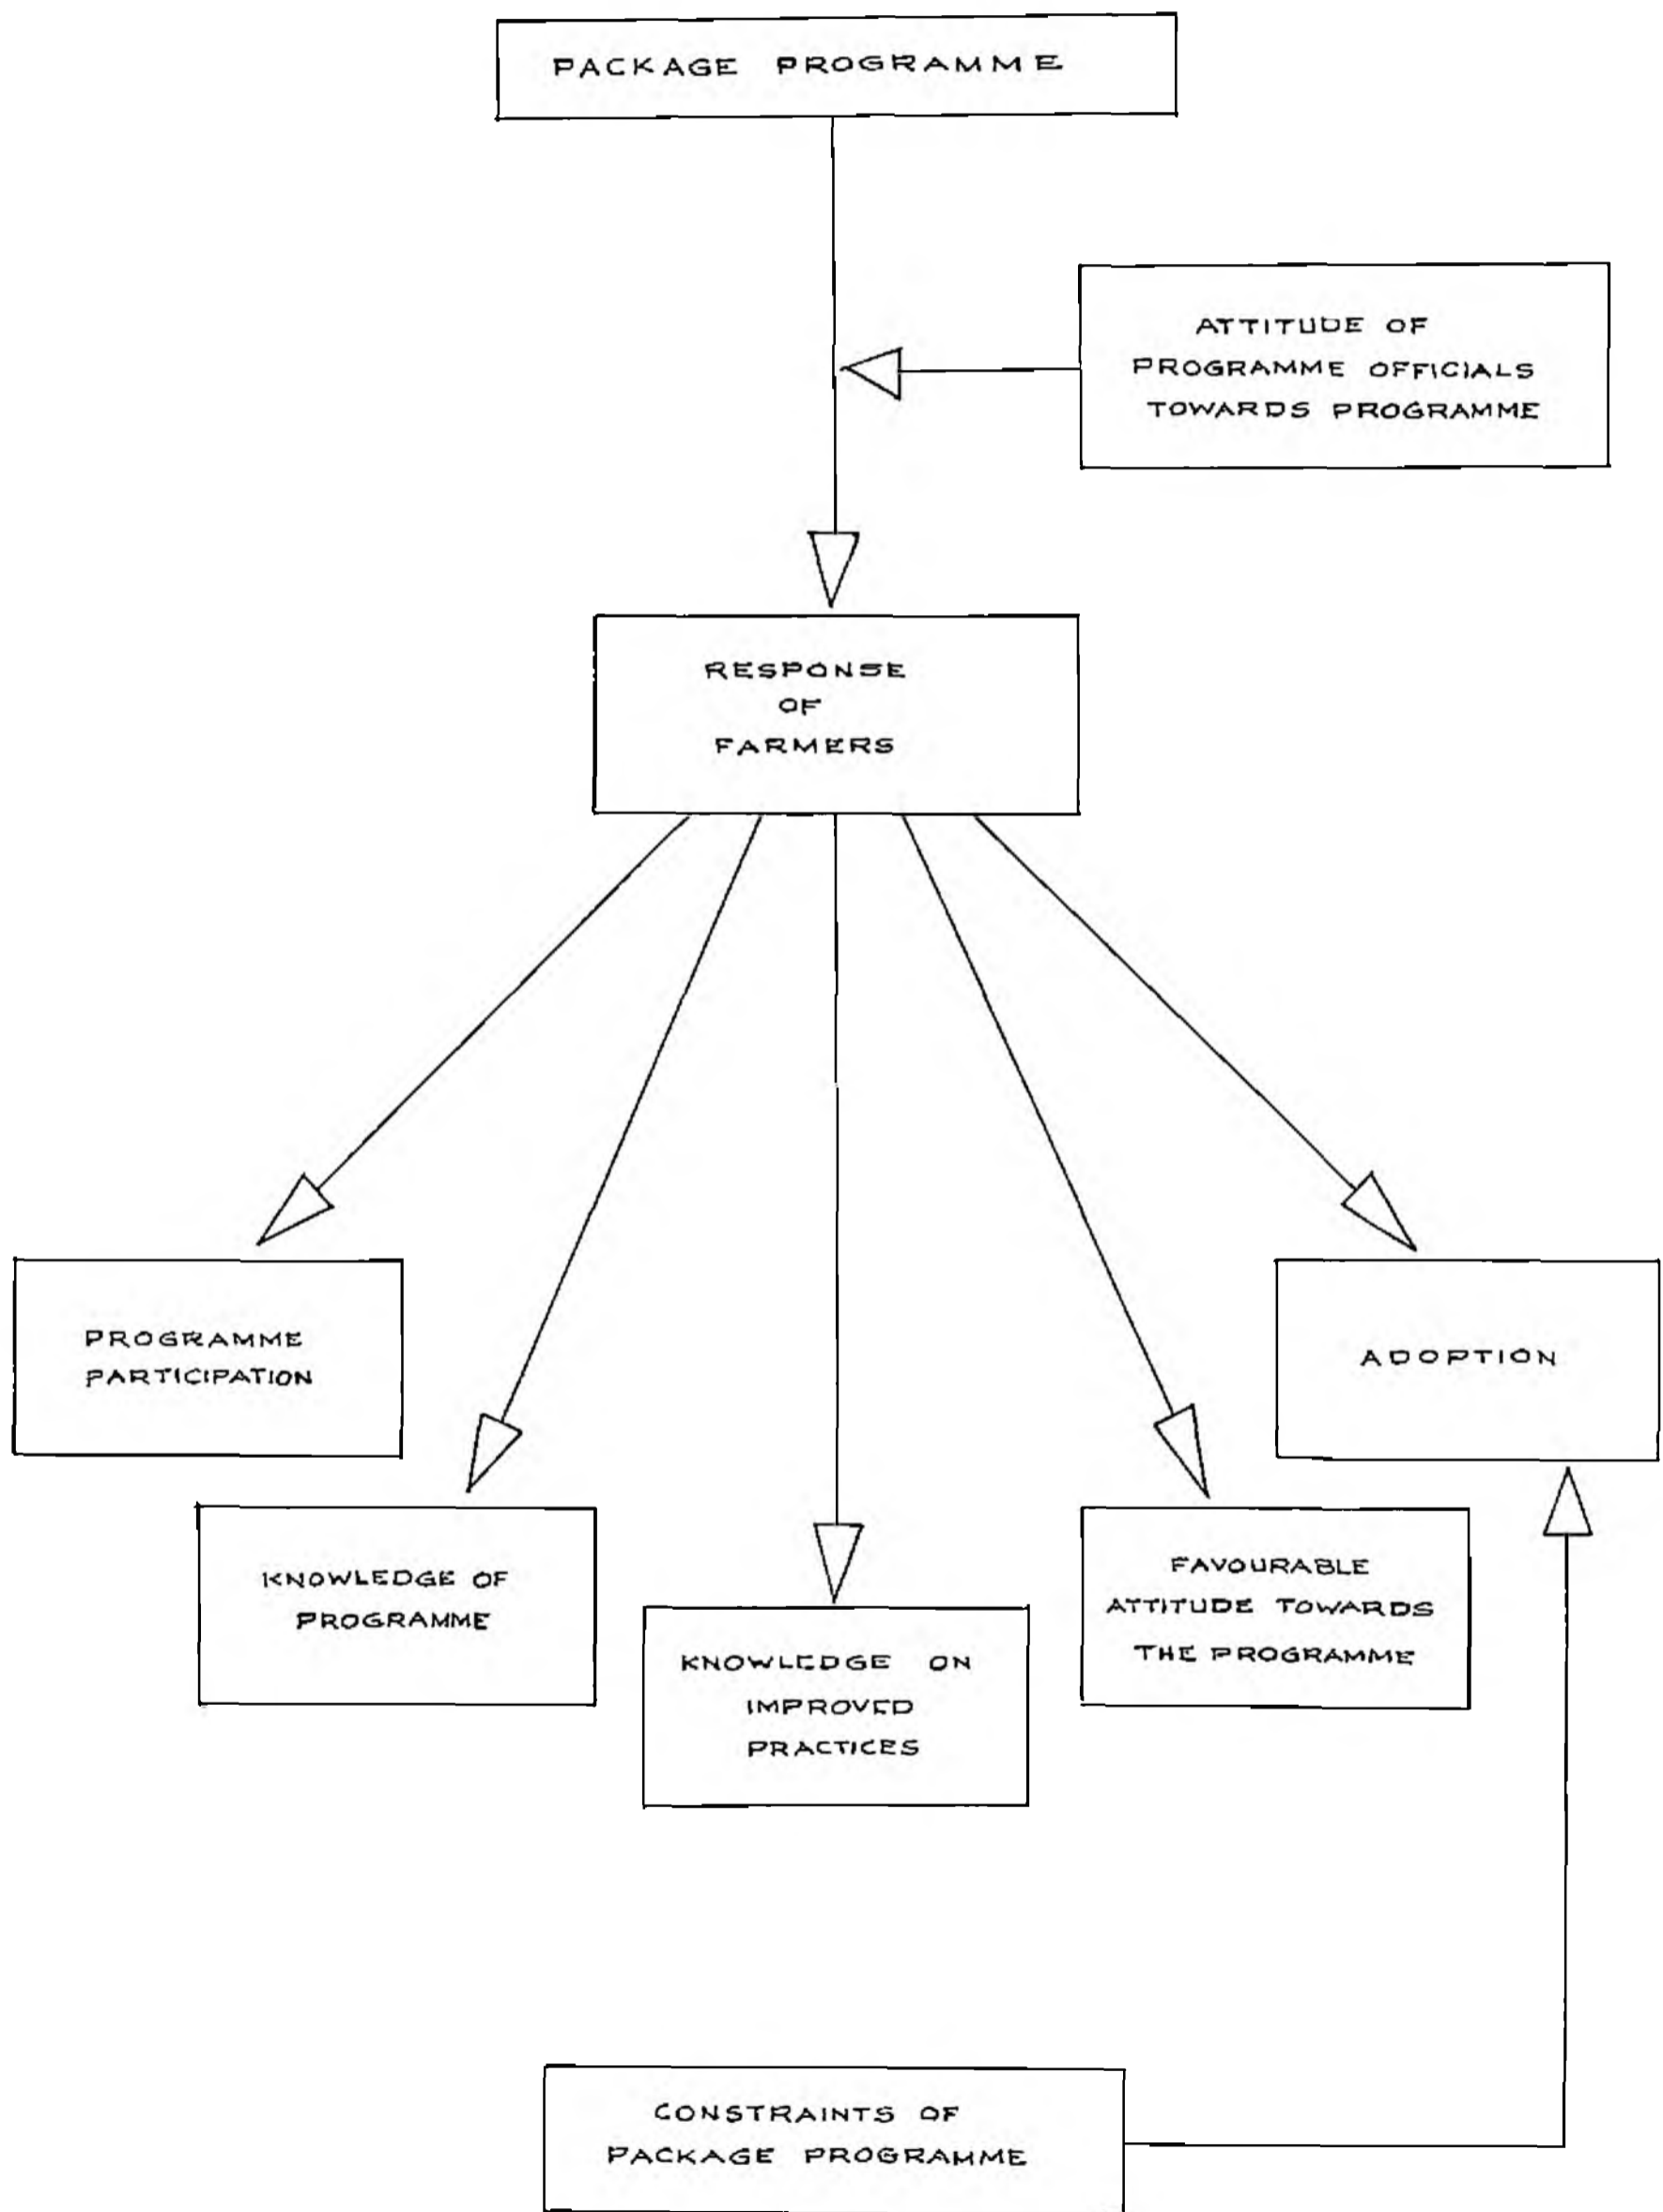 PACKAGE PROGRAMME
ATTITUDE OF
PROGRAMME OFFICIALS
TOWARDS PROGRAMME
RESPONSE
OF
FARMERS
PROGRAMME
PARTICIPATION
ADOPTION
KNOWLEDGE OF
PROGRAMME
FAVOURABLE
ATTITUDE TOWARDS
THE PROGRAMME
KNOWLEDGE ON
IMPROVED
PRACTICES
CONSTRAINTS OF
PACKAGE PROGRAMME